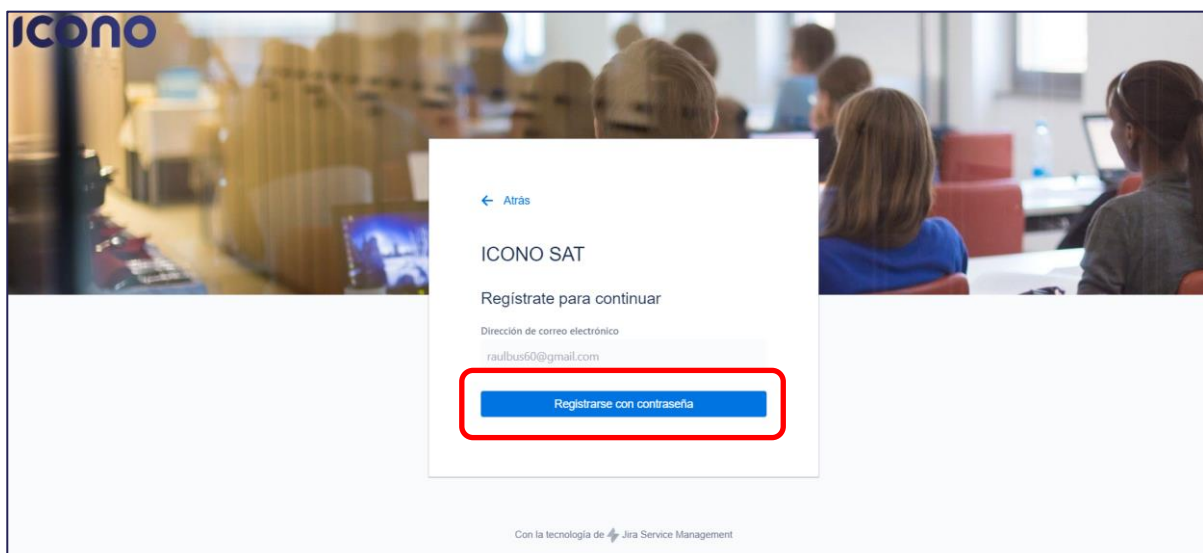 ICONO
← Atrás
ICONO SAT
Regístrate para continuar
Dirección de correo electrónico
raulbus60@gmail.com
Registrarse con contraseña
Con la tecnología de Jira Service Management